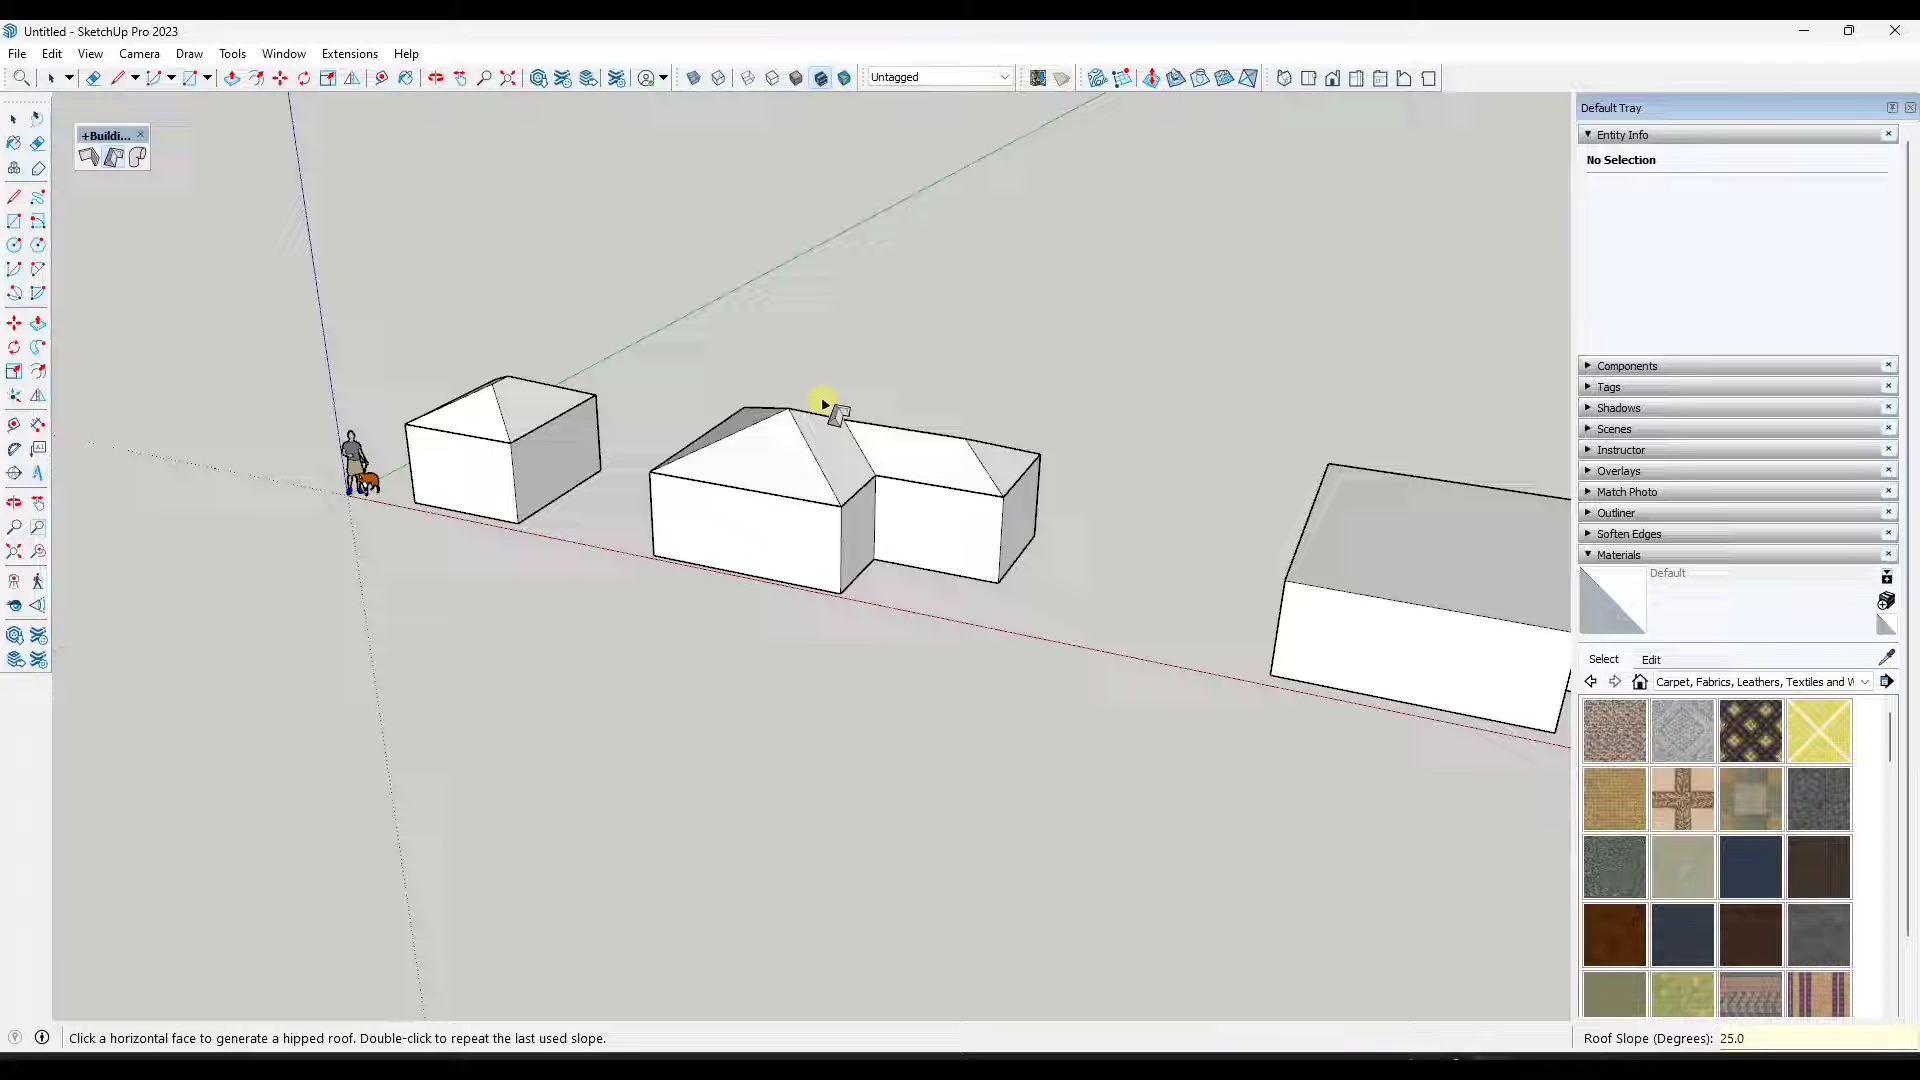 Untitled - SketchUp Pro 2023
File Edit View Camera Draw Tools Window Extensions Help
Untagged
Default Tray
+Buildi...
Entity Info
No Selection
Components
Tags
Shadows
Scenes
Instructor
Overlays
Match Photo
Outliner
Soften Edges
Materials
Default
Select Edit
Carpet, Fabrics, Leathers, Textiles and W
Click a horizontal face to generate a hipped roof. Double-click to repeat the last used slope.
Roof Slope (Degrees): 25.0